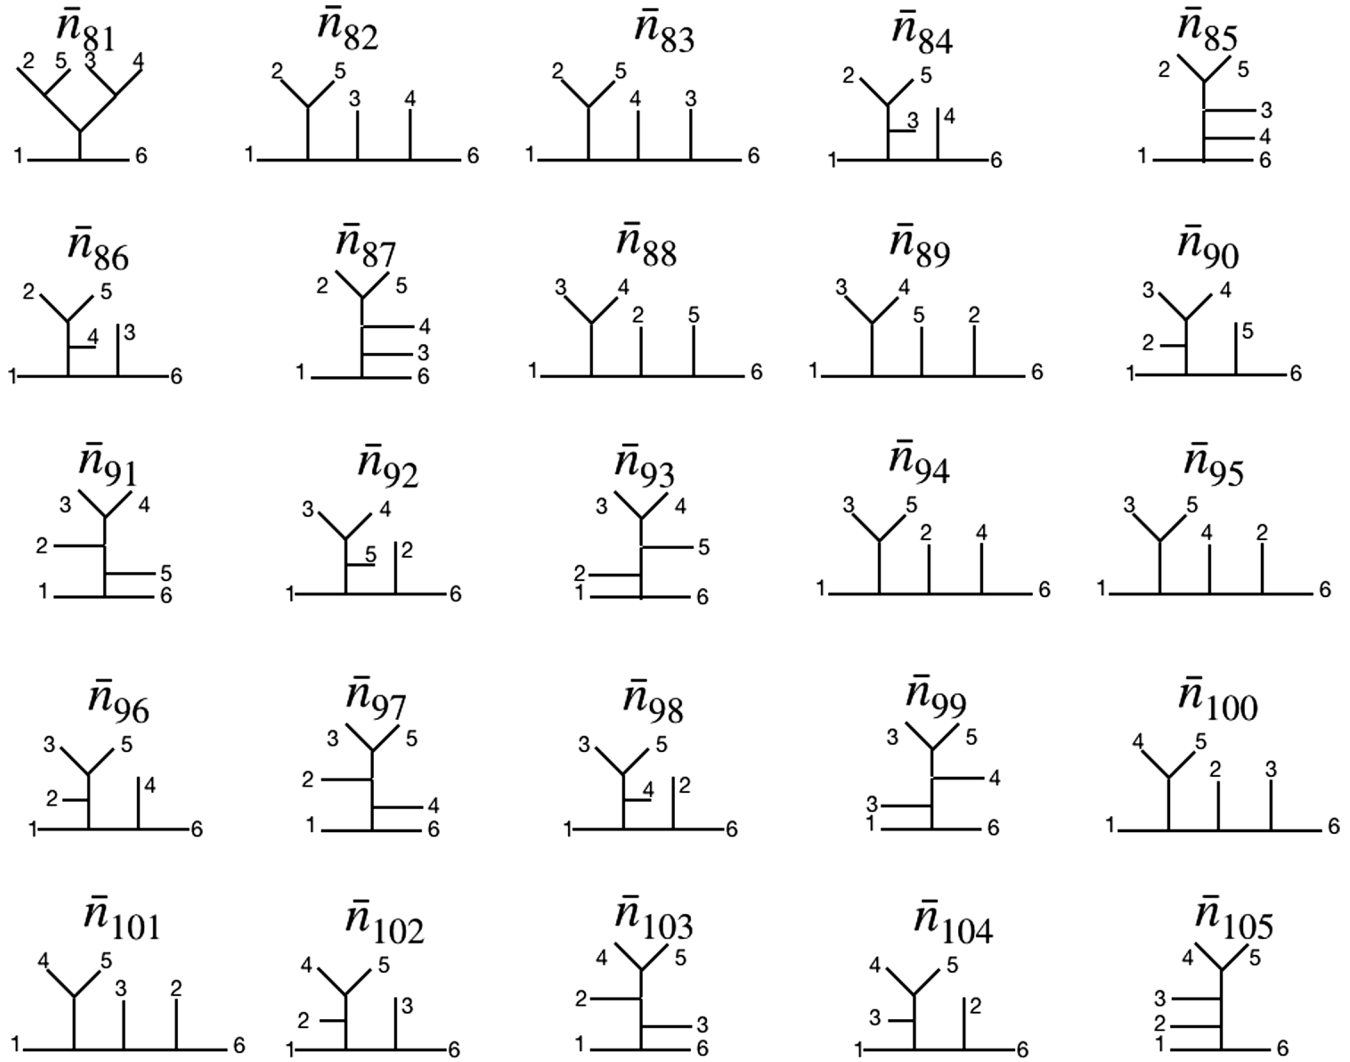 n̄81 n̄82 n̄83 n̄84 n̄85
2 5 3 4 1 6
2 5 3 4 1 6
2 5 4 3 1 6
2 5 3 4 1 6
2 5 3 4 1 6
n̄86 n̄87 n̄88 n̄89 n̄90
2 5 4 3 1 6
2 5 4 3 1 6
3 4 2 5 1 6
3 4 5 2 1 6
3 4 2 5 1 6
n̄91 n̄92 n̄93 n̄94 n̄95
3 4 2 5 1 6
3 4 5 2 1 6
3 4 5 2 1 6
3 5 2 4 1 6
3 5 4 2 1 6
n̄96 n̄97 n̄98 n̄99 n̄100
3 5 2 4 1 6
3 5 2 4 1 6
3 5 4 2 1 6
3 5 4 3 1 6
4 5 2 3 1 6
n̄101 n̄102 n̄103 n̄104 n̄105
4 5 3 2 1 6
4 5 2 3 1 6
4 5 2 3 1 6
4 5 3 2 1 6
4 5 3 2 1 6